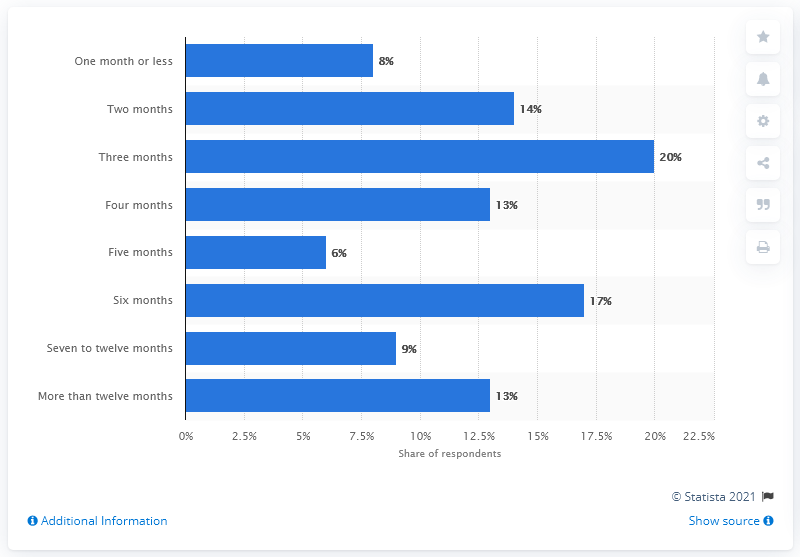 One month or less 8%
Two months 14%
Three months 20%
Four months 13%
Five months 6%
Six months 17%
Seven to twelve months 9%
More than twelve months 13%
0% 2.5% 5% 7.5% 10% 12.5% 15% 17.5% 20% 22.5%
Share of respondents
© Statista 2021
Additional Information Show source